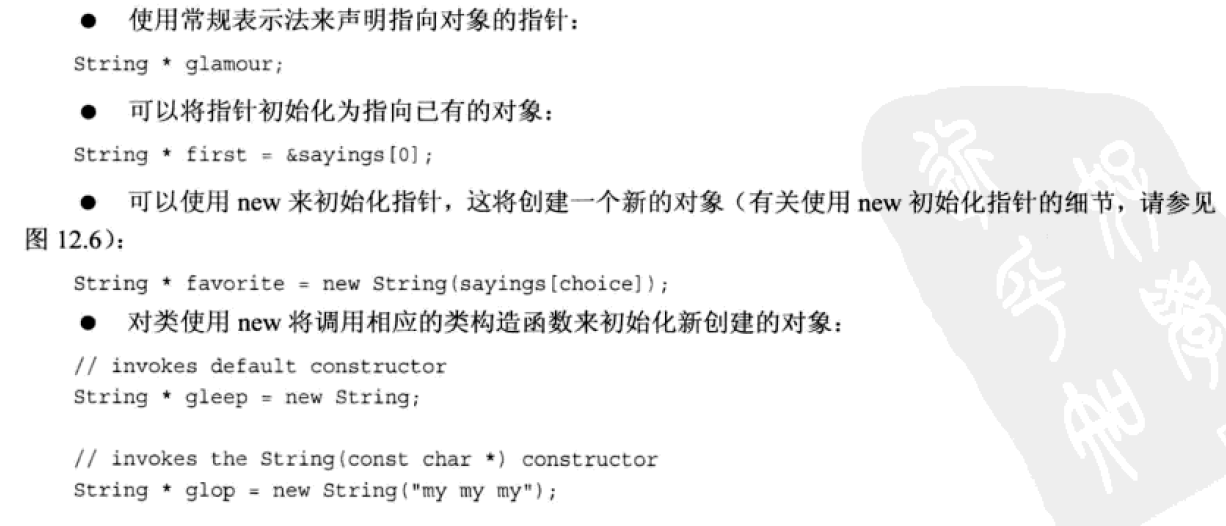 ● 使用常规表示法来声明指向对象的指针：
String * glamour;
● 可以将指针初始化为指向已有的对象：
String * first = &sayings[0];
● 可以使用 new 来初始化指针，这将创建一个新的对象（有关使用 new 初始化指针的细节，请参见
图 12.6）：
String * favorite = new String(sayings[choice]);
● 对类使用 new 将调用相应的类构造函数来初始化新创建的对象：
// invokes default constructor
String * gleep = new String;
// invokes the String(const char *) constructor
String * glop = new String("my my my");